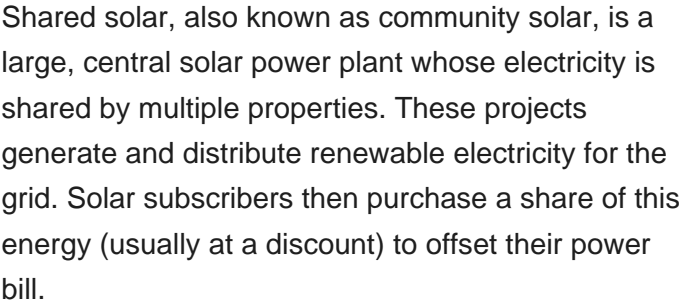 Shared solar, also known as community solar, is a
large, central solar power plant whose electricity is
shared by multiple properties. These projects
generate and distribute renewable electricity for the
grid. Solar subscribers then purchase a share of this
energy (usually at a discount) to offset their power
bill.